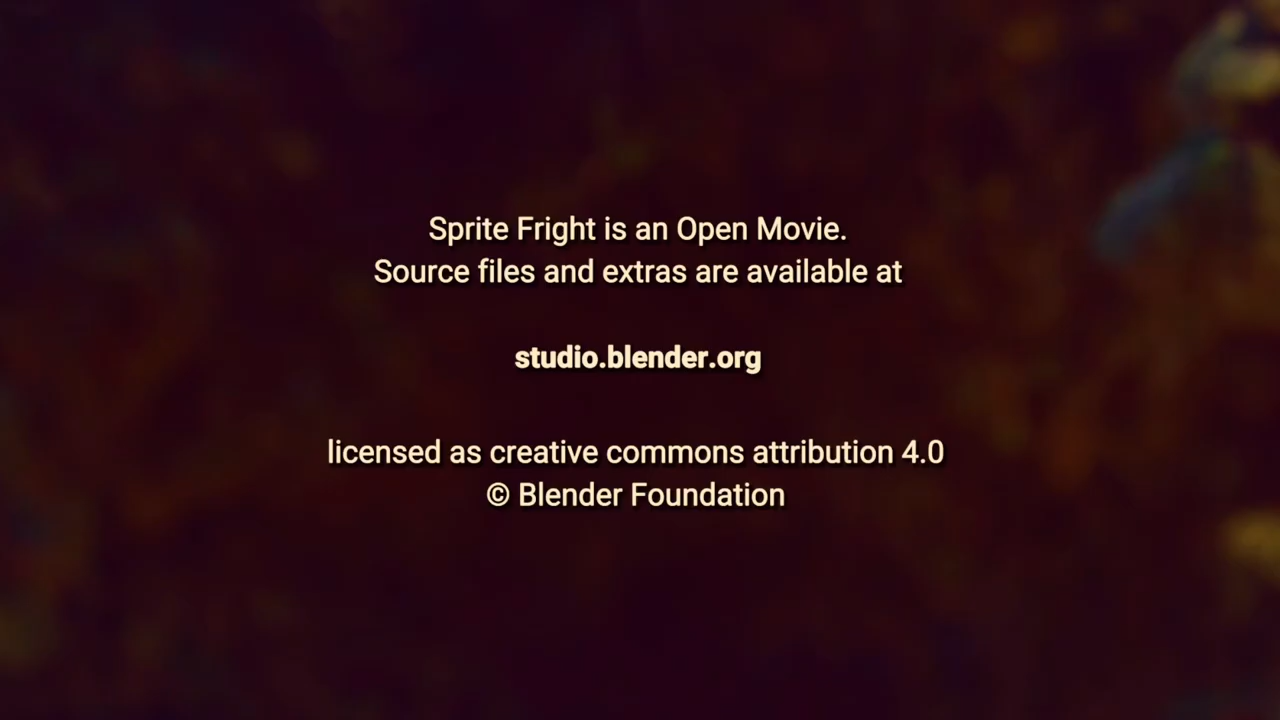 Sprite Fright is an Open Movie.
Source files and extras are available at
studio.blender.org
licensed as creative commons attribution 4.0
© Blender Foundation